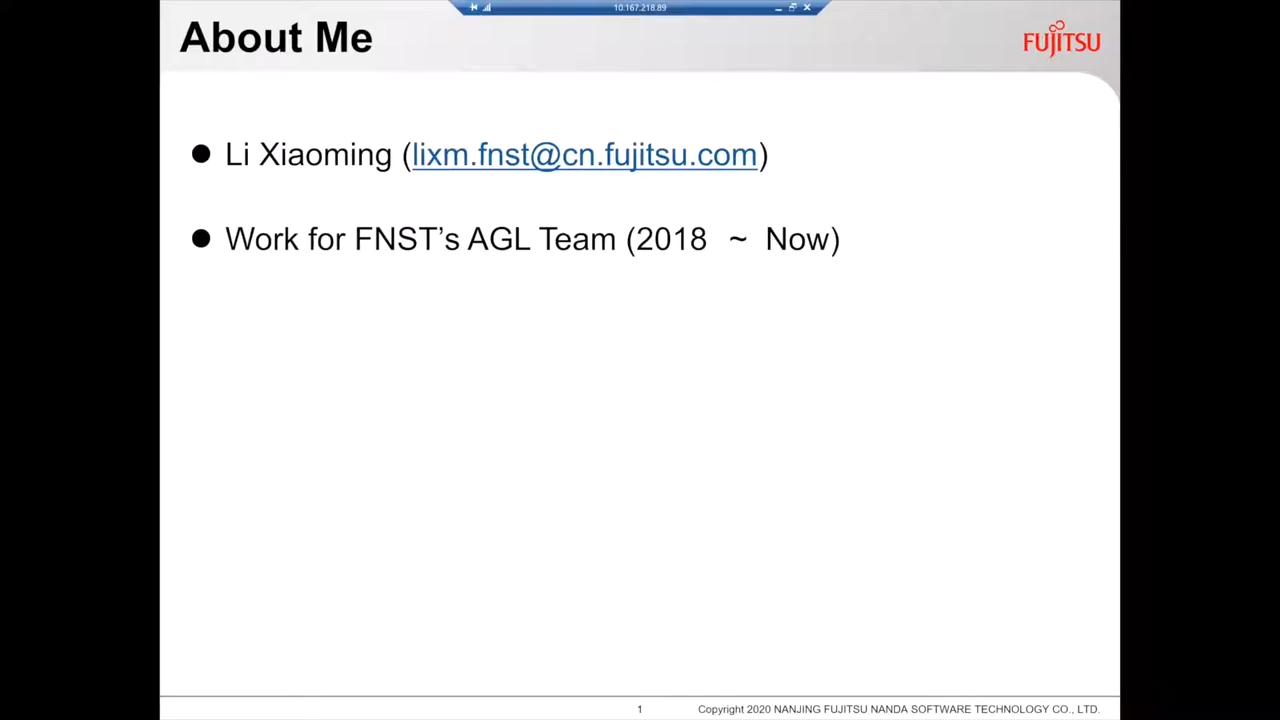 10.167.218.89
About Me
FUJITSU
● Li Xiaoming (lixm.fnst@cn.fujitsu.com)
● Work for FNST’s AGL Team (2018 ~ Now)
1
Copyright 2020 NANJING FUJITSU NANDA SOFTWARE TECHNOLOGY CO., LTD.